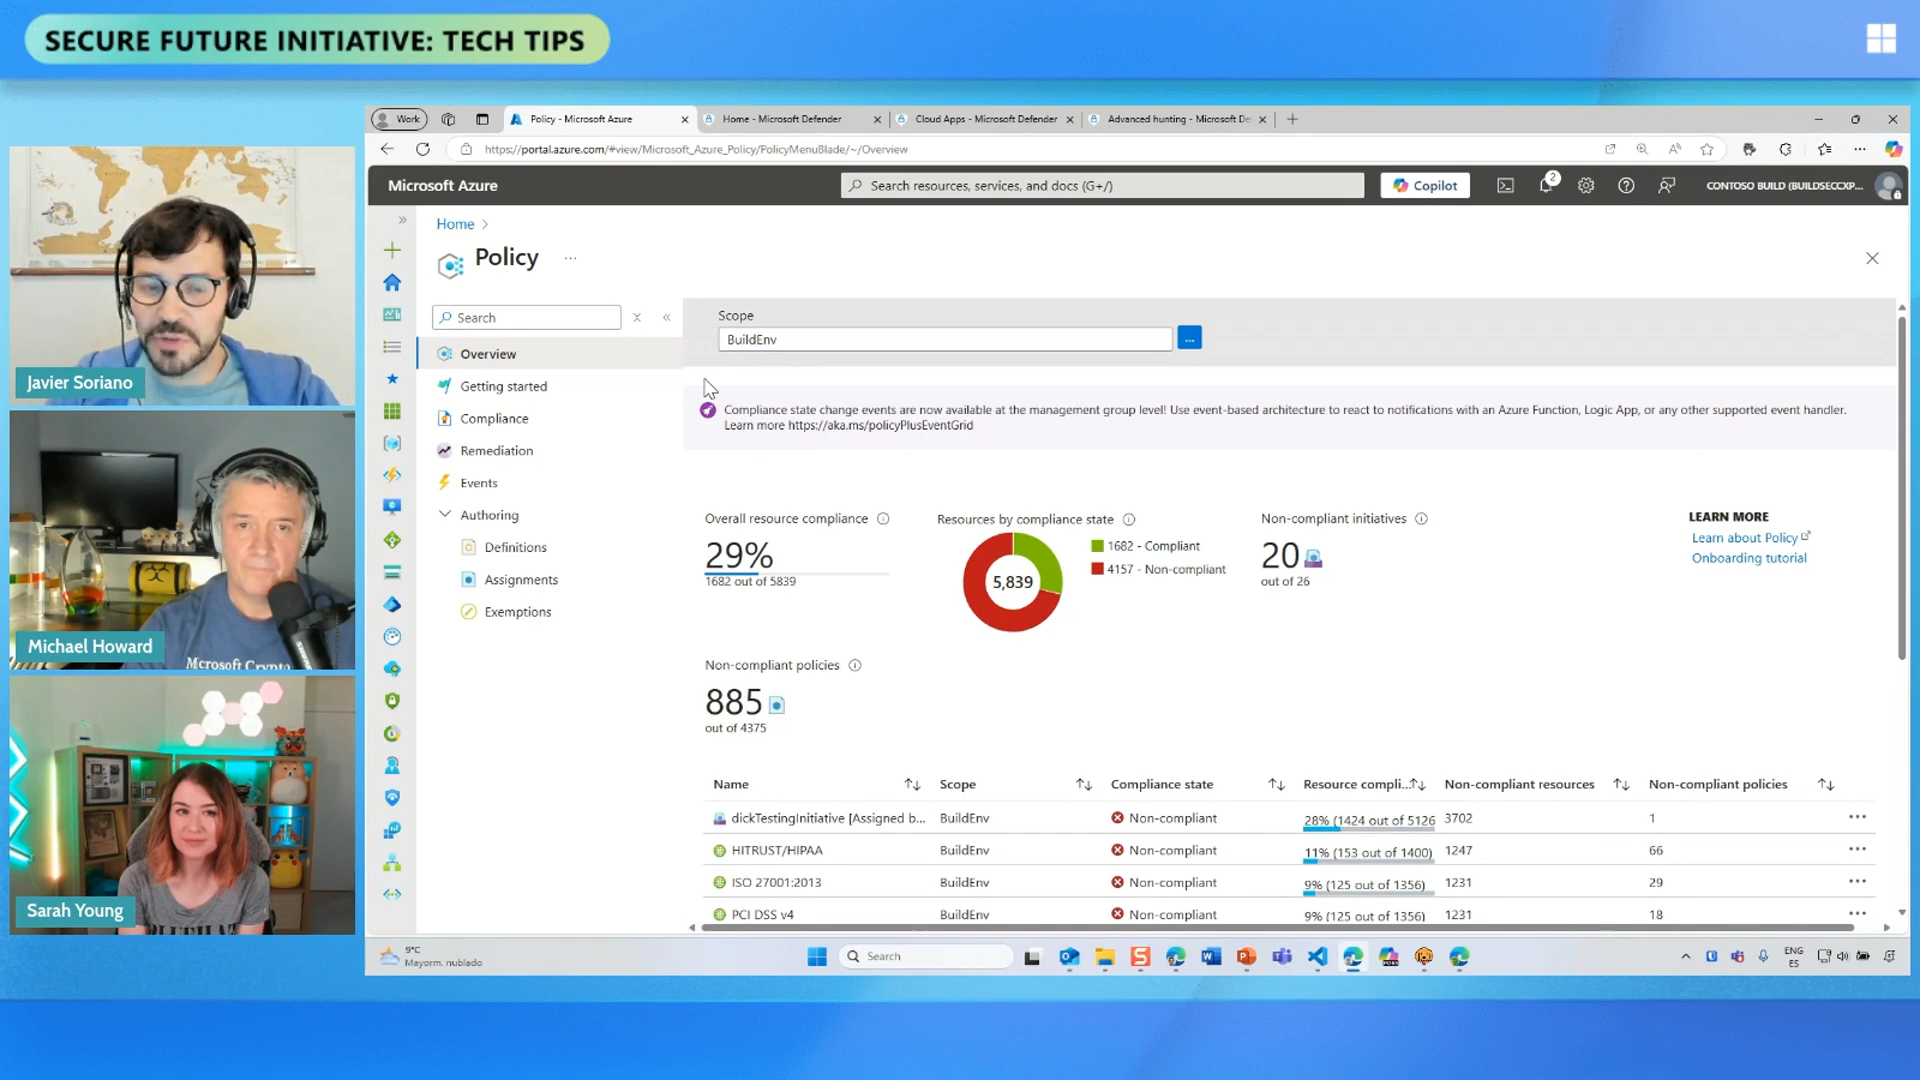 SECURE FUTURE INITIATIVE: TECH TIPS
Javier Soriano
Michael Howard
Microsoft Crypto
Sarah Young
Work
Policy - Microsoft Azure
Home - Microsoft Defender
Cloud Apps - Microsoft Defender
Advanced hunting - Microsoft De
https://portal.azure.com/#view/Microsoft_Azure_Policy/PolicyMenuBlade/~/Overview
Microsoft Azure
Search resources, services, and docs (G+/)
Copilot
2
CONTOSO BUILD (BUILDSECCXP...
Home
Policy
...
Search
Overview
Getting started
Compliance
Remediation
Events
Authoring
Definitions
Assignments
Exemptions
Scope
BuildEnv
...
Compliance state change events are now available at the management group level! Use event-based architecture to react to notifications with an Azure Function, Logic App, or any other supported event handler.
Learn more https://aka.ms/policyPlusEventGrid
Overall resource compliance
29%
1682 out of 5839
Resources by compliance state
5,839
1682 - Compliant
4157 - Non-compliant
Non-compliant initiatives
20
out of 26
LEARN MORE
Learn about Policy
Onboarding tutorial
Non-compliant policies
885
out of 4375
Name Scope Compliance state Resource compli... Non-compliant resources Non-compliant policies
dickTestingInitiative [Assigned b... BuildEnv Non-compliant 28% (1424 out of 5126 3702 1
HITRUST/HIPAA BuildEnv Non-compliant 11% (153 out of 1400) 1247 66
ISO 27001:2013 BuildEnv Non-compliant 9% (125 out of 1356) 1231 29
PCI DSS v4 BuildEnv Non-compliant 9% (125 out of 1356) 1231 18
9°C
Mayorm. nublado
Search
ENG
ES